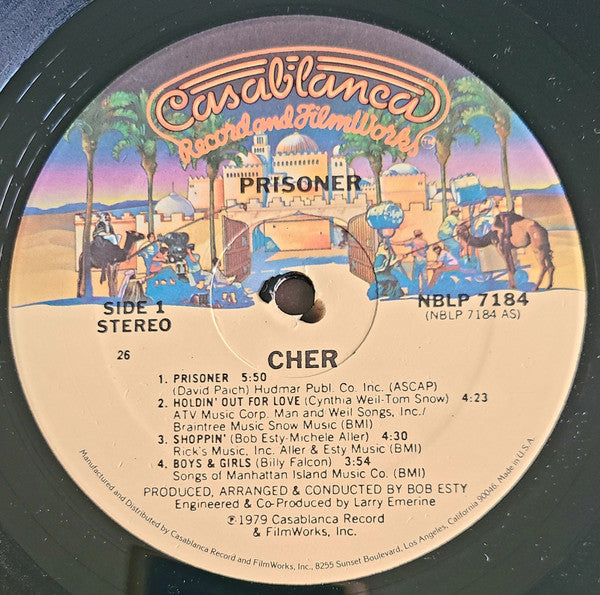 Casablanca
Record and FilmWorks
TM
PRISONER
SIDE 1
STEREO
NBLP 7184
(NBLP 7184 AS)
26
CHER
1. PRISONER 5:50
(David Paich) Hudmar Publ. Co. Inc. (ASCAP)
2. HOLDIN' OUT FOR LOVE (Cynthia Weil-Tom Snow) 4:23
ATV Music Corp. Man and Weil Songs, Inc./
Braintree Music Snow Music (BMI)
3. SHOPPIN' (Bob Esty-Michele Aller) 4:30
Rick's Music, Inc. Aller & Esty Music (BMI)
4. BOYS & GIRLS (Billy Falcon) 3:54
Songs of Manhattan Island Music Co. (BMI)
PRODUCED, ARRANGED & CONDUCTED BY BOB ESTY
Engineered & Co-Produced by Larry Emerine
℗1979 Casablanca Record
& FilmWorks, Inc.
Manufactured and Distributed by Casablanca Record and FilmWorks, Inc., 8255 Sunset Boulevard, Los Angeles, California 90046. Made in U.S.A.